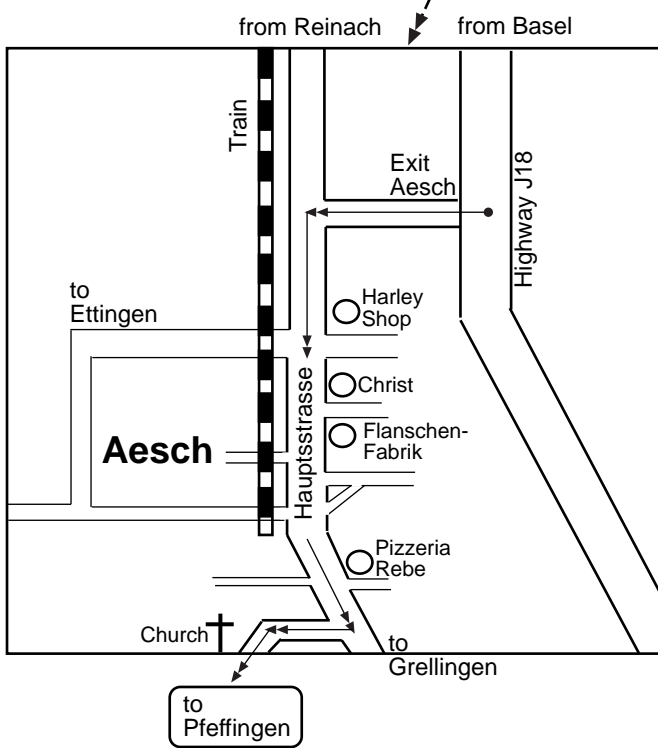 from Reinach
from Basel
Train
Exit
Aesch
Highway J18
to
Ettingen
Harley
Shop
Christ
Hauptsstrasse
Aesch
Flanschen-
Fabrik
Pizzeria
Rebe
Church
to
Grellingen
to
Pfeffingen